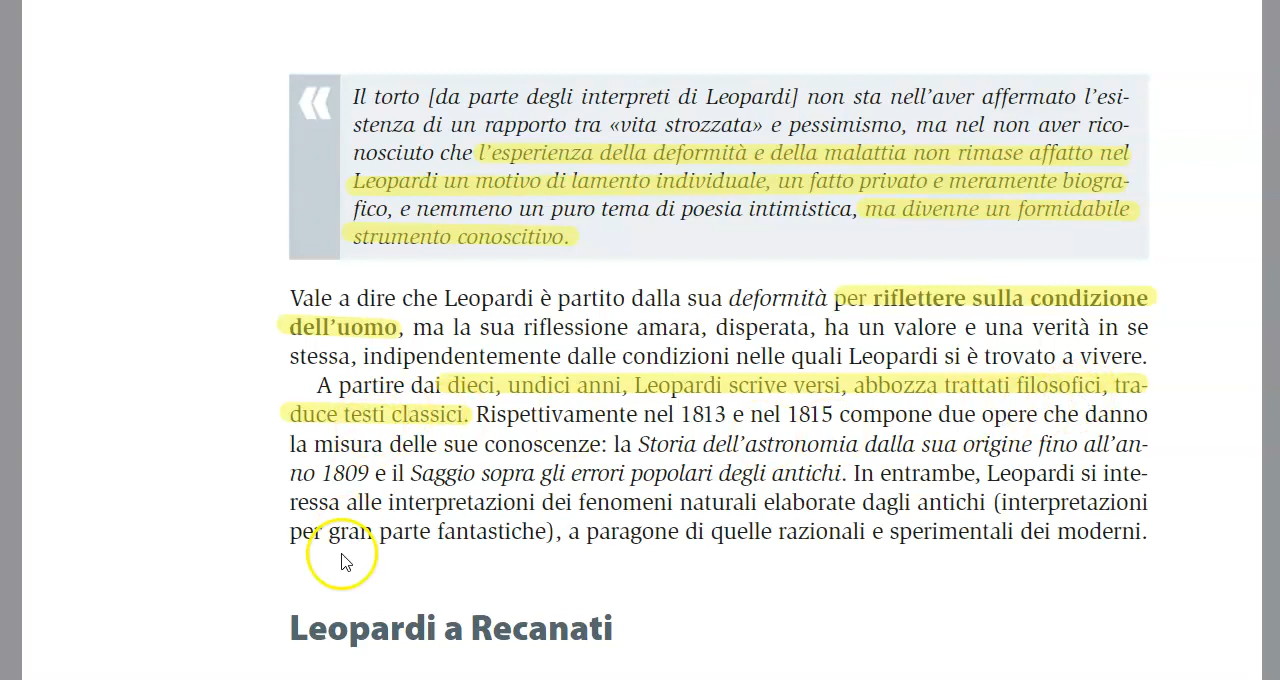 Il torto [da parte degli interpreti di Leopardi] non sta nell'aver affermato l'esi-
stenza di un rapporto tra «vita strozzata» e pessimismo, ma nel non aver rico-
nosciuto che l'esperienza della deformità e della malattia non rimase affatto nel
Leopardi un motivo di lamento individuale, un fatto privato e meramente biogra-
fico, e nemmeno un puro tema di poesia intimistica, ma divenne un formidabile
strumento conoscitivo.
Vale a dire che Leopardi è partito dalla sua deformità per riflettere sulla condizione
dell'uomo, ma la sua riflessione amara, disperata, ha un valore e una verità in se
stessa, indipendentemente dalle condizioni nelle quali Leopardi si è trovato a vivere.
A partire dai dieci, undici anni, Leopardi scrive versi, abbozza trattati filosofici, tra-
duce testi classici. Rispettivamente nel 1813 e nel 1815 compone due opere che danno
la misura delle sue conoscenze: la Storia dell'astronomia dalla sua origine fino all'an-
no 1809 e il Saggio sopra gli errori popolari degli antichi. In entrambe, Leopardi si inte-
ressa alle interpretazioni dei fenomeni naturali elaborate dagli antichi (interpretazioni
per gran parte fantastiche), a paragone di quelle razionali e sperimentali dei moderni.
Leopardi a Recanati